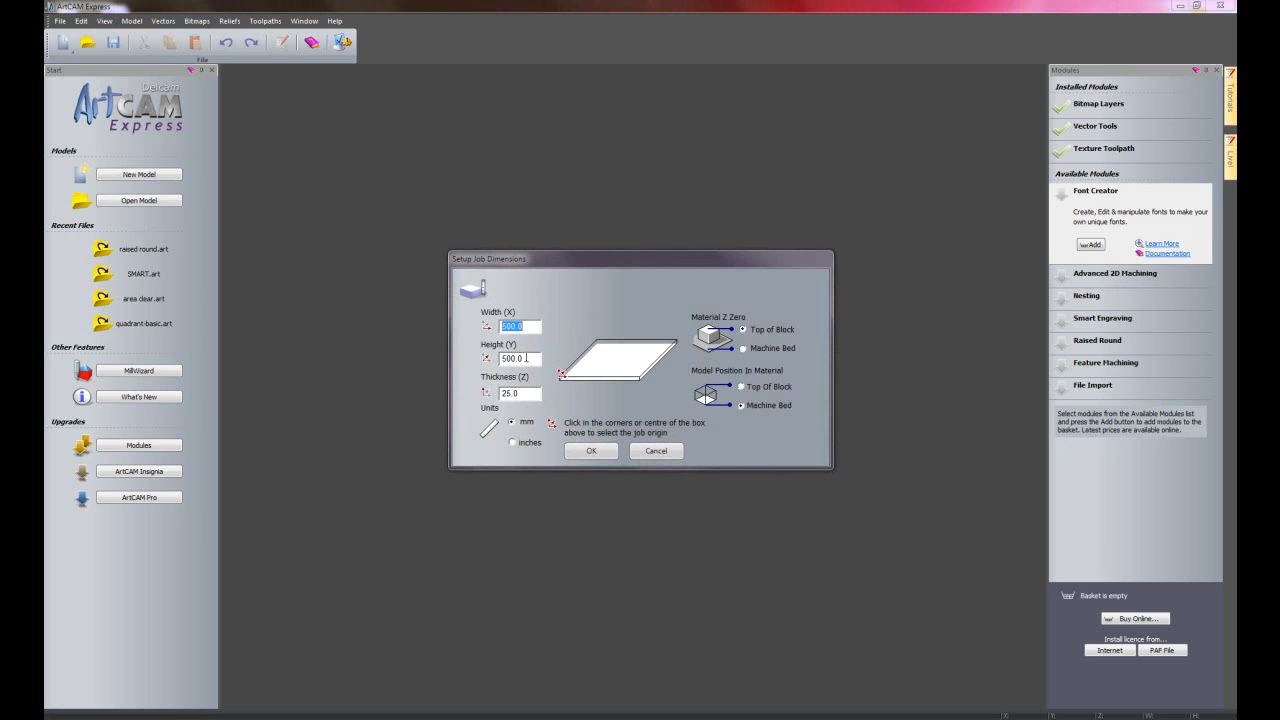 ArtCAM Express
File Edit View Model Vectors Bitmaps Reliefs Toolpaths Window Help
File
Start
Delcam
ArtCAM
Express
Models
New Model
Open Model
Recent Files
raised round.art
SMART.art
area clear.art
quadrant-basic.art
Other Features
MillWizard
What's New
Upgrades
Modules
ArtCAM Insignia
ArtCAM Pro
Setup Job Dimensions
Width (X)
500.0
Height (Y)
500.0
Thickness (Z)
25.0
Units
mm
inches
Click in the corners or centre of the box
above to select the job origin
Material Z Zero
Top of Block
Machine Bed
Model Position In Material
Top Of Block
Machine Bed
OK Cancel
Modules
Installed Modules
Bitmap Layers
Vector Tools
Texture Toolpath
Available Modules
Font Creator
Create, Edit & manipulate fonts to make your
own unique fonts.
Add
Learn More
Documentation
Advanced 2D Machining
Nesting
Smart Engraving
Raised Round
Feature Machining
File Import
Select modules from the Available Modules list
and press the Add button to add modules to the
basket. Latest prices are available online.
Basket is empty
Buy Online...
Install licence from...
Internet PAF File
Tutorials
X: Y: Z: W: H: